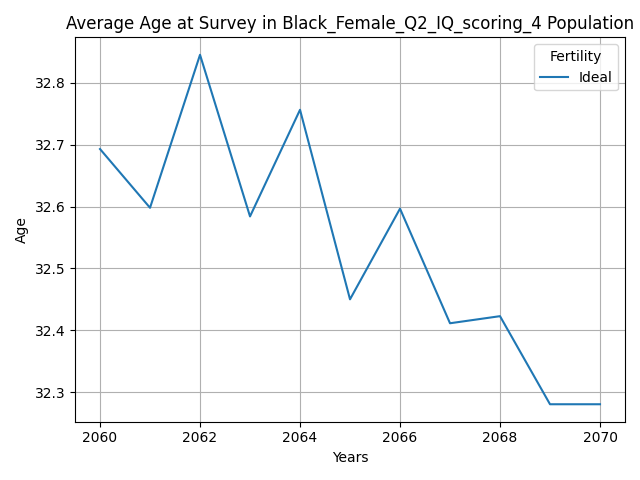 Average Age at Survey in Black_Female_Q2_IQ_scoring_4 Population
Fertility
Ideal
32.8
32.7
32.6
32.5
32.4
32.3
Age
2060
2062
2064
2066
2068
2070
Years